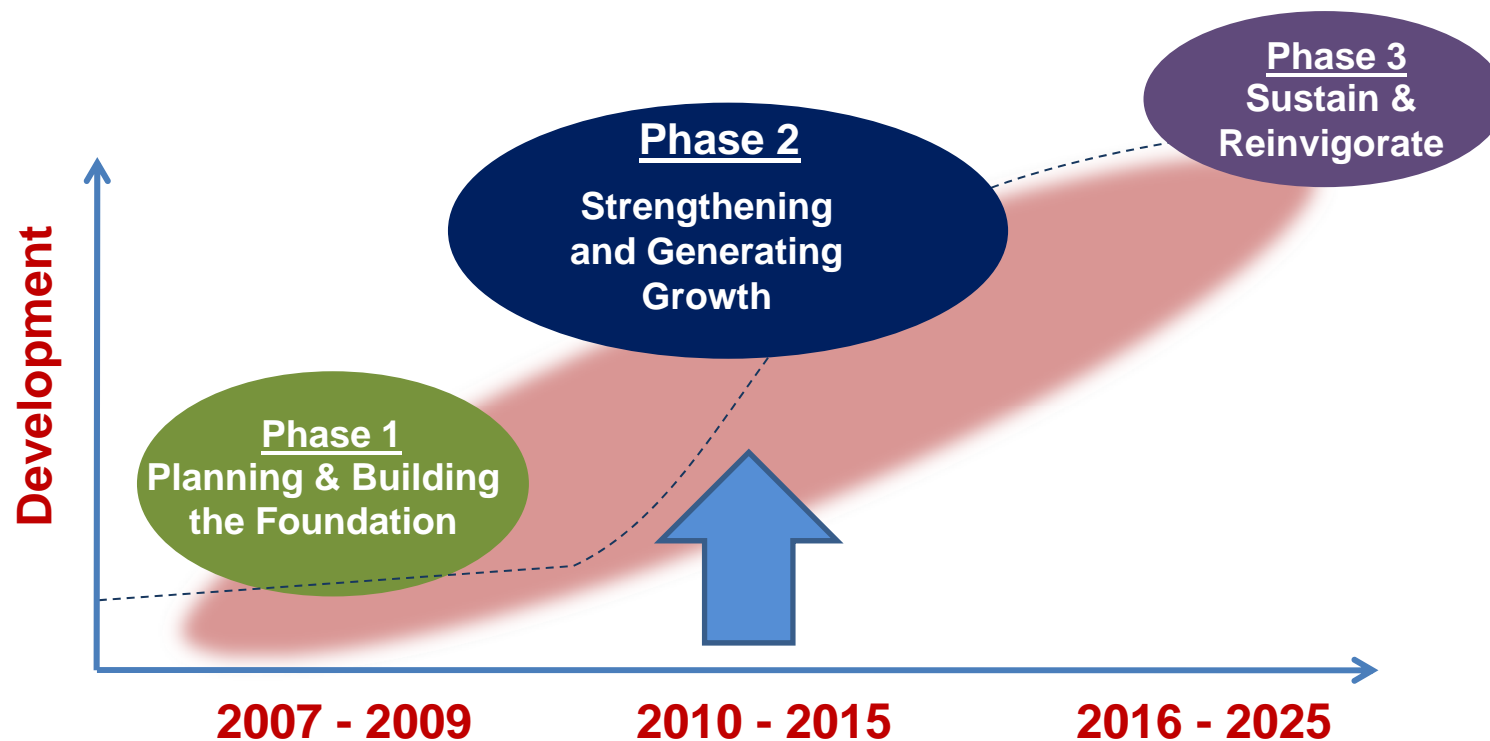 Phase 3
Sustain &
Reinvigorate
Phase 2
Strengthening
and Generating
Growth
Phase 1
Planning & Building
the Foundation
Development
2007 - 2009
2010 - 2015
2016 - 2025